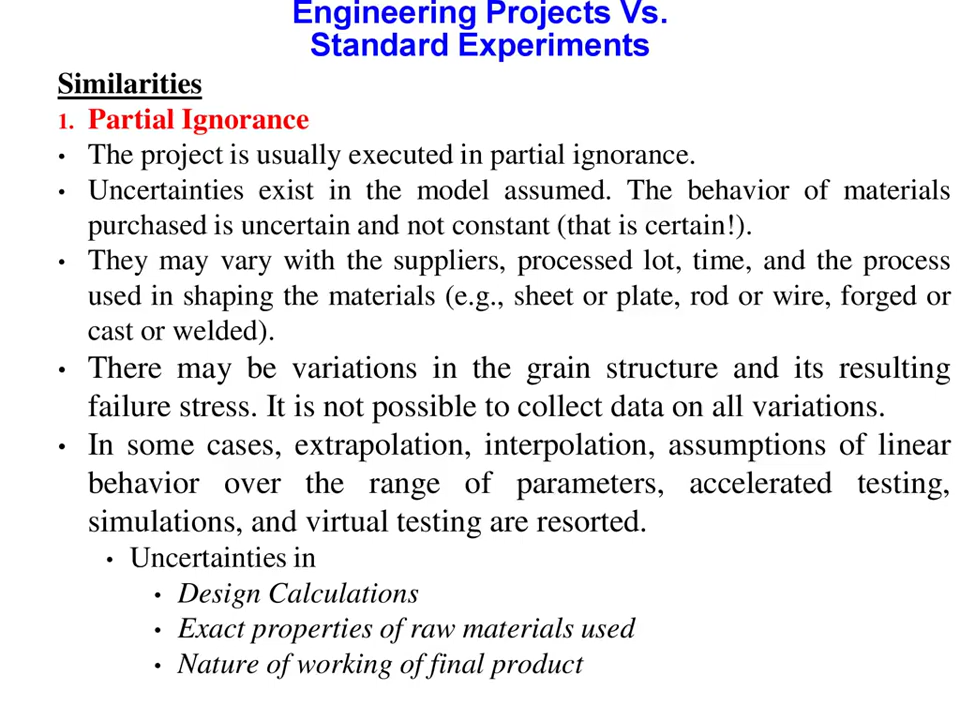 Engineering Projects Vs.
Standard Experiments
Similarities
1. Partial Ignorance
• The project is usually executed in partial ignorance.
• Uncertainties exist in the model assumed. The behavior of materials
purchased is uncertain and not constant (that is certain!).
• They may vary with the suppliers, processed lot, time, and the process
used in shaping the materials (e.g., sheet or plate, rod or wire, forged or
cast or welded).
• There may be variations in the grain structure and its resulting
failure stress. It is not possible to collect data on all variations.
• In some cases, extrapolation, interpolation, assumptions of linear
behavior over the range of parameters, accelerated testing,
simulations, and virtual testing are resorted.
• Uncertainties in
• Design Calculations
• Exact properties of raw materials used
• Nature of working of final product